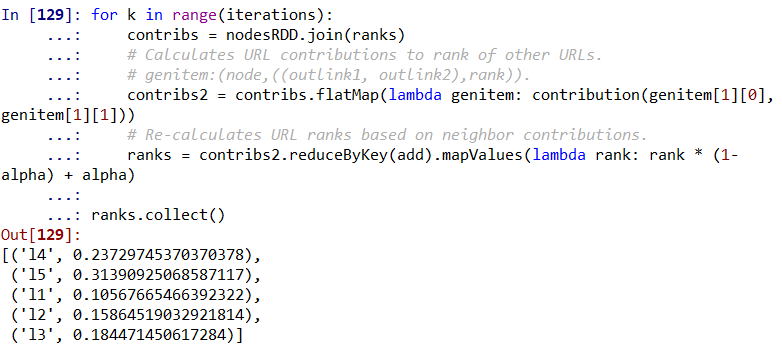 In [129]: for k in range(iterations):
     ...:     contribs = nodesRDD.join(ranks)
     ...:     # Calculates URL contributions to rank of other URLs.
     ...:     # genitem:(node,((outlink1, outlink2),rank)).
     ...:     contribs2 = contribs.flatMap(lambda genitem: contribution(genitem[1][0],
genitem[1][1]))
     ...:     # Re-calculates URL ranks based on neighbor contributions.
     ...:     ranks = contribs2.reduceByKey(add).mapValues(lambda rank: rank * (1-
alpha) + alpha)
     ...:
     ...: ranks.collect()
Out[129]:
[('l4', 0.23729745370370378),
 ('l5', 0.31390925068587117),
 ('l1', 0.10567665466392322),
 ('l2', 0.15864519032921814),
 ('l3', 0.184471450617284)]